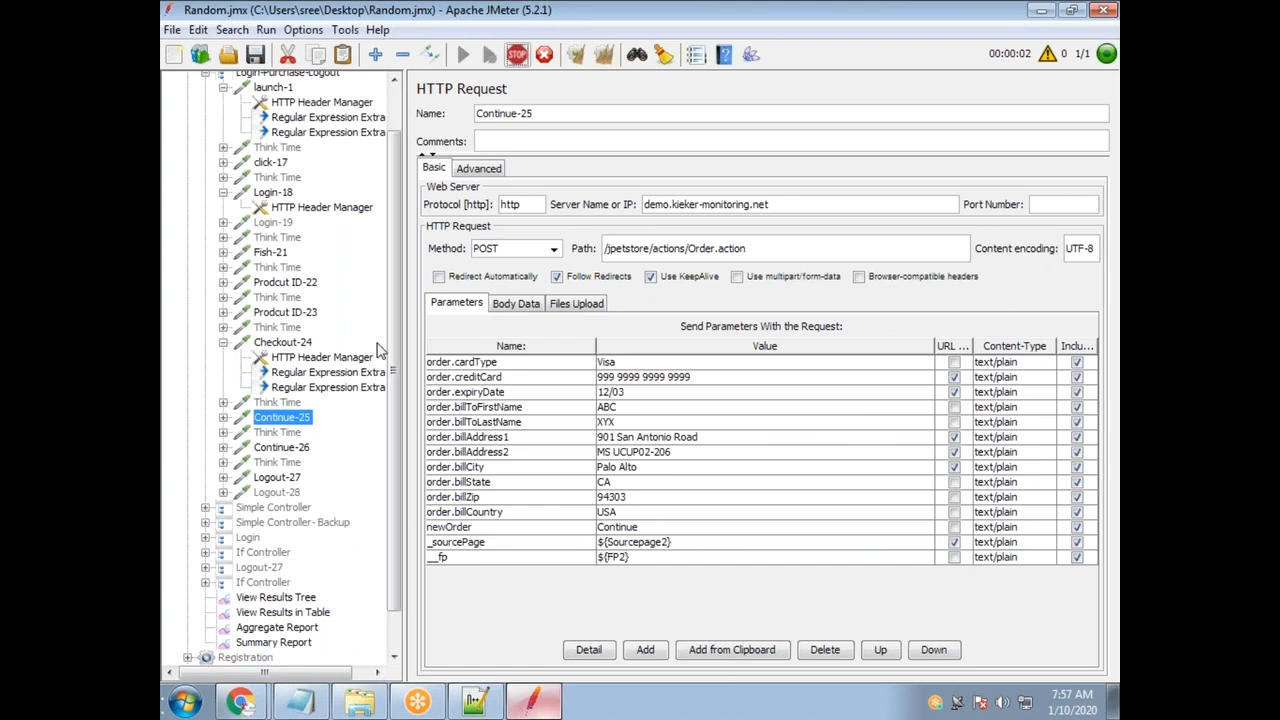 Random.jmx (C:\Users\sree\Desktop\Random.jmx) - Apache JMeter (5.2.1)
File Edit Search Run Options Tools Help
STOP
00:00:02 0 1/1
Login-Purchase-Logout
launch-1
HTTP Header Manager
Regular Expression Extra
Regular Expression Extra
Think Time
click-17
Think Time
Login-18
HTTP Header Manager
Login-19
Think Time
Fish-21
Think Time
Prodcut ID-22
Think Time
Prodcut ID-23
Think Time
Checkout-24
HTTP Header Manager
Regular Expression Extra
Regular Expression Extra
Think Time
Continue-25
Think Time
Continue-26
Think Time
Logout-27
Logout-28
Simple Controller
Simple Controller - Backup
Login
If Controller
Logout-27
If Controller
View Results Tree
View Results in Table
Aggregate Report
Summary Report
Registration
HTTP Request
Name: Continue-25
Comments:
Basic Advanced
Web Server
Protocol [http]: http Server Name or IP: demo.kieker-monitoring.net Port Number:
HTTP Request
Method: POST Path: /jpetstore/actions/Order.action Content encoding: UTF-8
Redirect Automatically Follow Redirects Use KeepAlive Use multipart/form-data Browser-compatible headers
Parameters Body Data Files Upload
Send Parameters With the Request:
Name: Value URL ... Content-Type Inclu...
order.cardType Visa text/plain
order.creditCard 999 9999 9999 9999 text/plain
order.expiryDate 12/03 text/plain
order.billToFirstName ABC text/plain
order.billToLastName XYX text/plain
order.billAddress1 901 San Antonio Road text/plain
order.billAddress2 MS UCUP02-206 text/plain
order.billCity Palo Alto text/plain
order.billState CA text/plain
order.billZip 94303 text/plain
order.billCountry USA text/plain
newOrder Continue text/plain
_sourcePage ${Sourcepage2} text/plain
__fp ${FP2} text/plain
Detail Add Add from Clipboard Delete Up Down
7:57 AM
1/10/2020